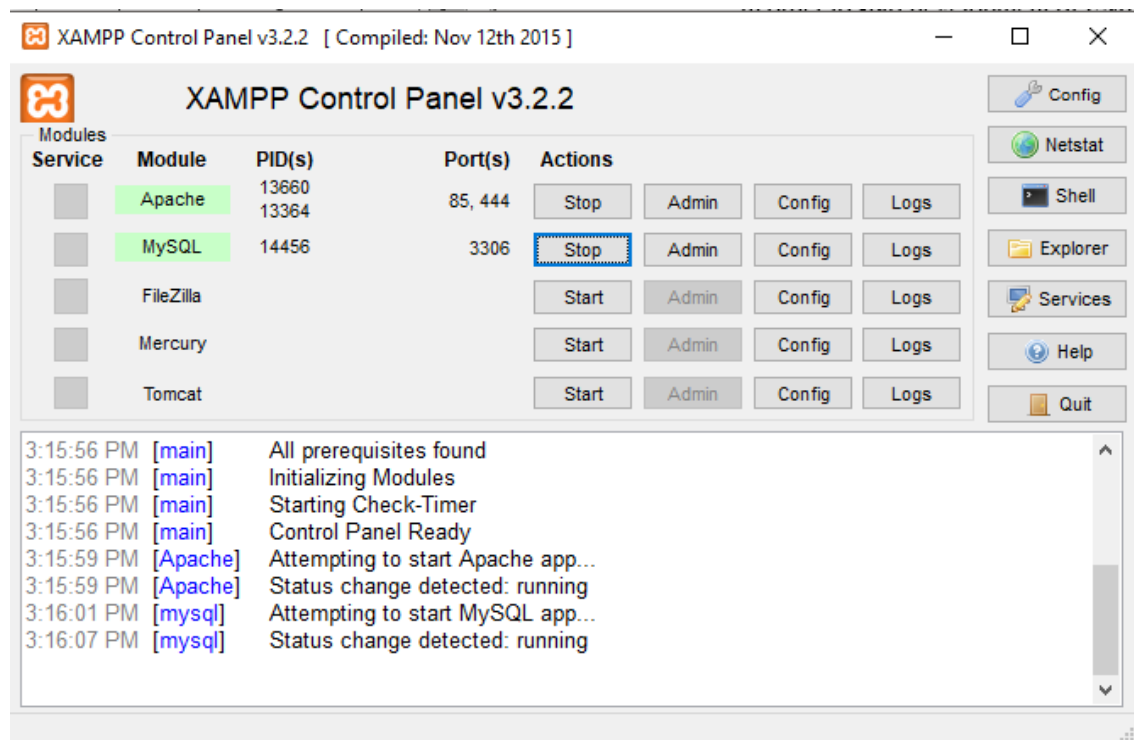 XAMPP Control Panel v3.2.2 [ Compiled: Nov 12th 2015 ]
XAMPP Control Panel v3.2.2
Config
Modules
Service Module PID(s) Port(s) Actions
Netstat
Apache 13660 13364 85, 444 Stop Admin Config Logs
Shell
MySQL 14456 3306 Stop Admin Config Logs
Explorer
FileZilla Start Admin Config Logs
Services
Mercury Start Admin Config Logs
Help
Tomcat Start Admin Config Logs
Quit
3:15:56 PM [main] All prerequisites found
3:15:56 PM [main] Initializing Modules
3:15:56 PM [main] Starting Check-Timer
3:15:56 PM [main] Control Panel Ready
3:15:59 PM [Apache] Attempting to start Apache app...
3:15:59 PM [Apache] Status change detected: running
3:16:01 PM [mysql] Attempting to start MySQL app...
3:16:07 PM [mysql] Status change detected: running